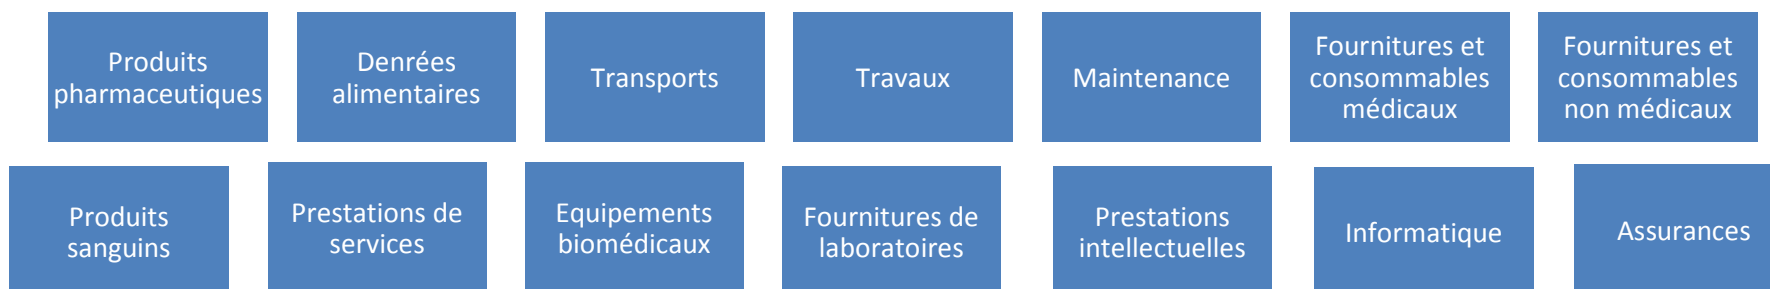 Produits
pharmaceutiques
Denrées
alimentaires
Transports
Travaux
Maintenance
Fournitures et
consommables
médicaux
Fournitures et
consommables
non médicaux
Produits
sanguins
Prestations de
services
Equipements
biomédicaux
Fournitures de
laboratoires
Prestations
intellectuelles
Informatique
Assurances